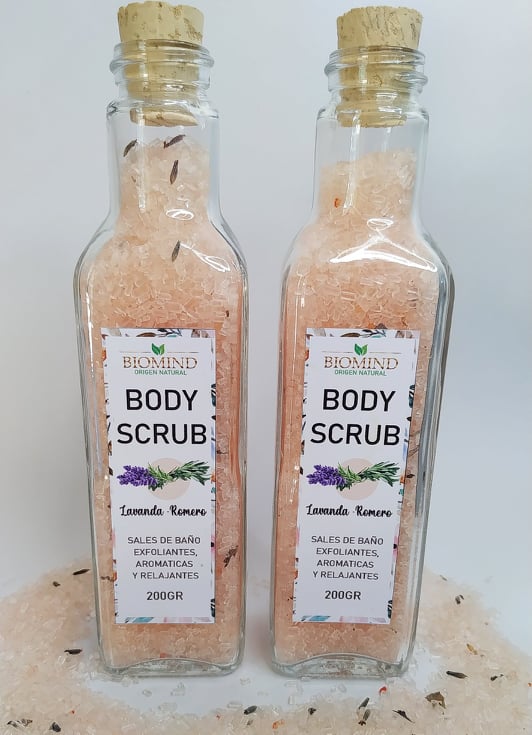 BIOMIND
ORIGEN NATURAL
BODY
SCRUB
Lavanda - Romero
SALES DE BAÑO
EXFOLIANTES,
AROMATICAS
Y RELAJANTES
200GR
BIOMIND
ORIGEN NATURAL
BODY
SCRUB
Lavanda - Romero
SALES DE BAÑO
EXFOLIANTES,
AROMATICAS
Y RELAJANTES
200GR